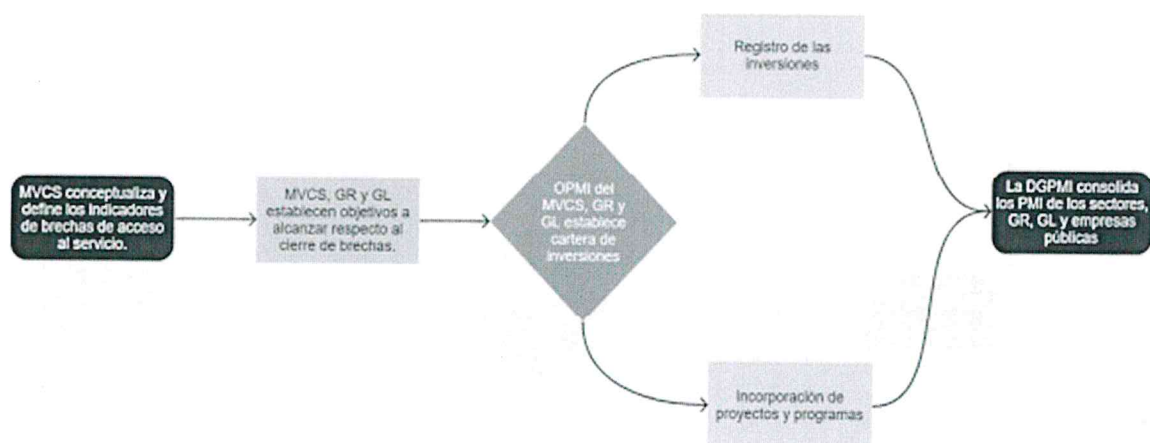 Registro de las
inversiones
MVCS conceptualiza y
define los indicadores
de brechas de acceso
al servicio.
MVCS, GR y GL
establecen objetivos a
alcanzar respecto al
cierre de brechas.
OPMI del
MVCS, GR y
GL establece
cartera de
inversiones
La DGPMI consolida
los PMI de los sectores,
GR, GL y empresas
públicas
Incorporación de
proyectos y programas